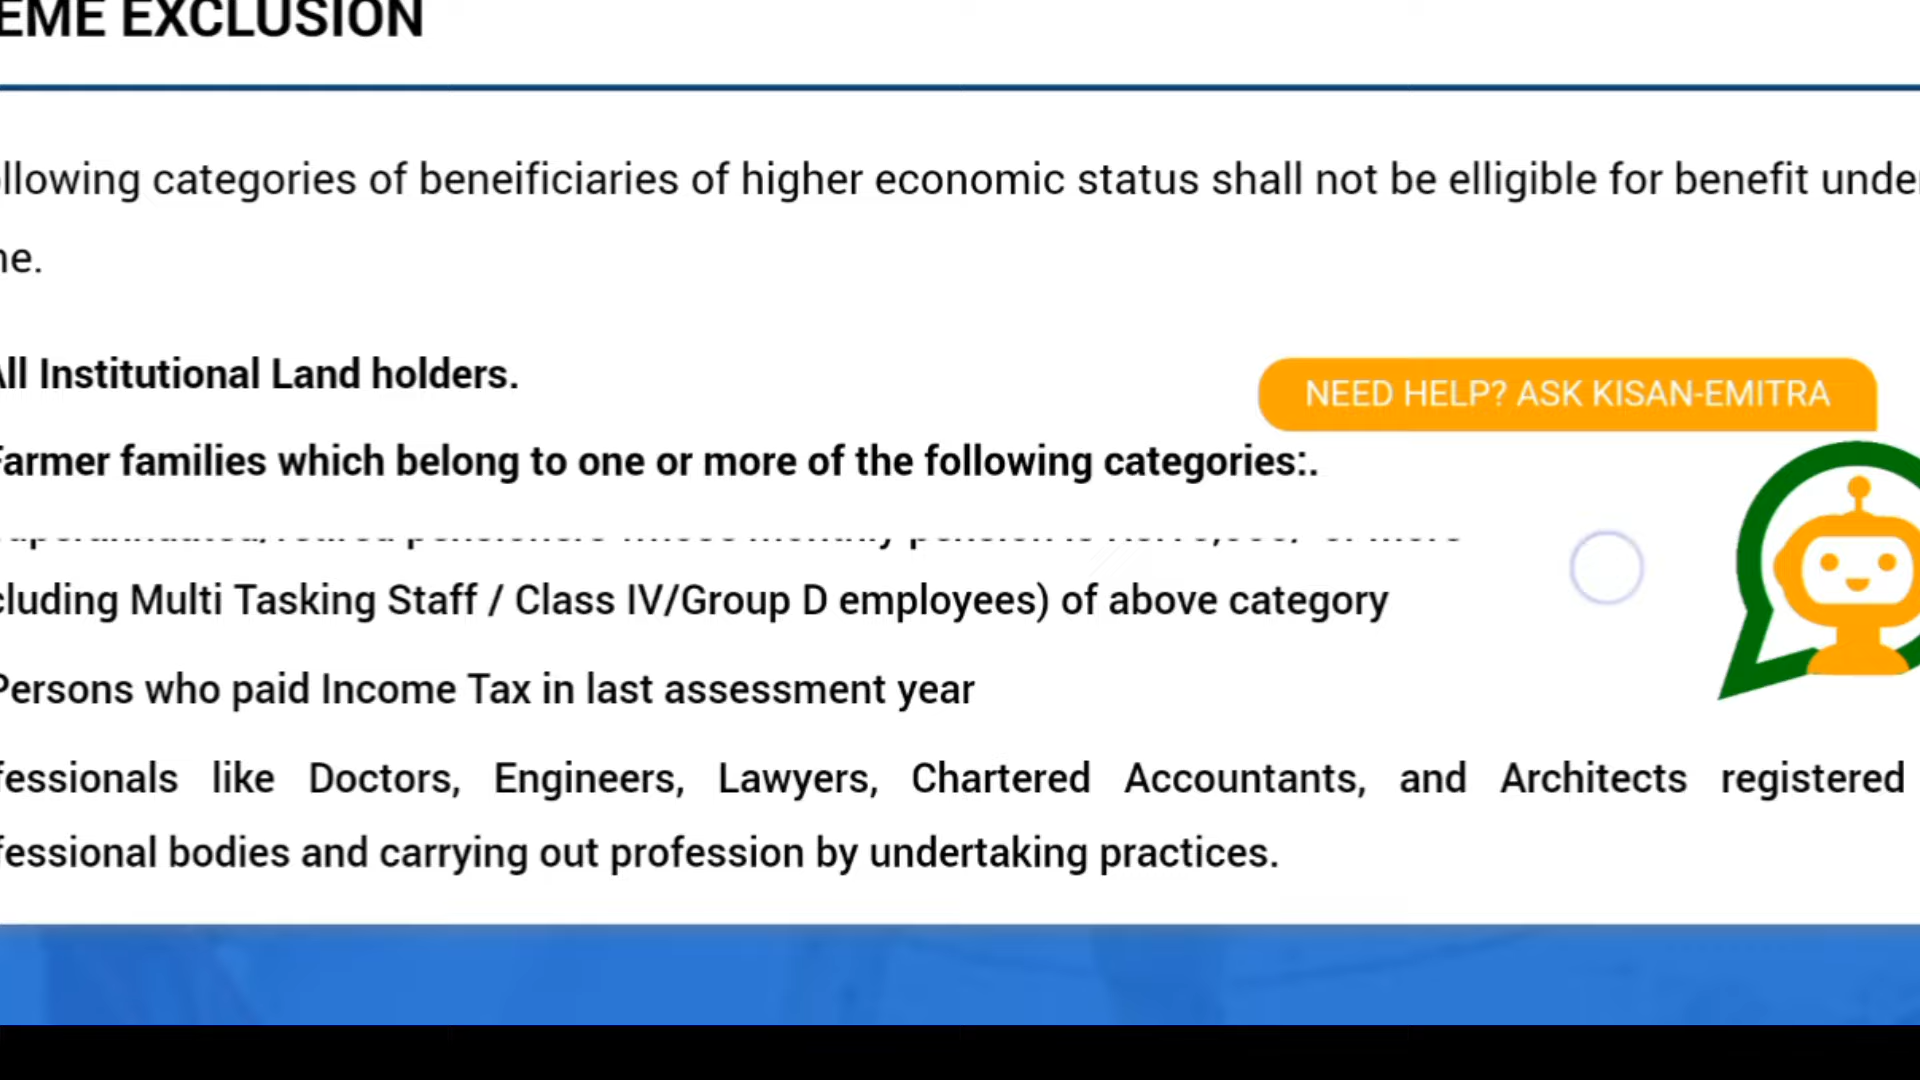 EME EXCLUSION
llowing categories of beneificiaries of higher economic status shall not be elligible for benefit unde
ne.
ll Institutional Land holders.
NEED HELP? ASK KISAN-EMITRA
Farmer families which belong to one or more of the following categories:.
cluding Multi Tasking Staff / Class IV/Group D employees) of above category
Persons who paid Income Tax in last assessment year
fessionals like Doctors, Engineers, Lawyers, Chartered Accountants, and Architects registered
fessional bodies and carrying out profession by undertaking practices.